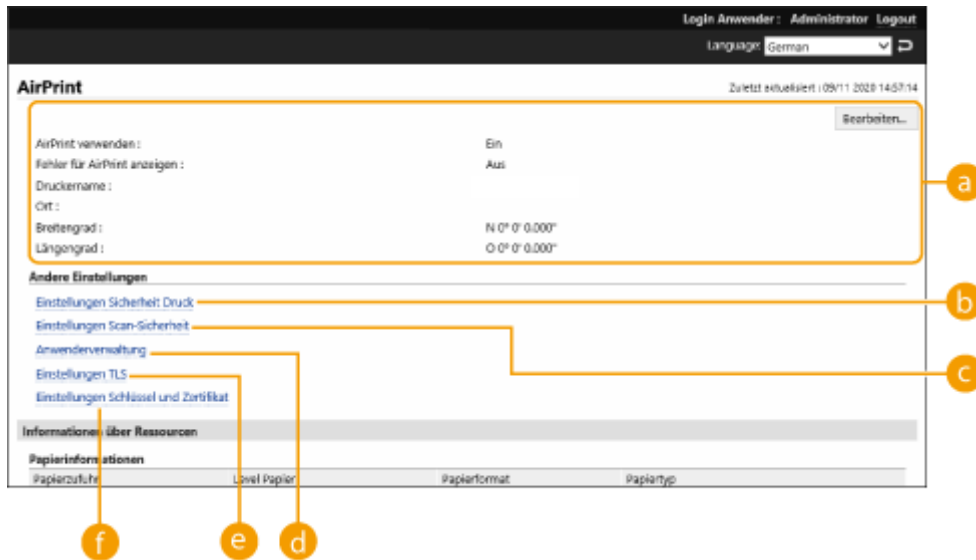 Login Anwender : Administrator Logout
Language: German
AirPrint
Zuletzt aktualisiert : 09/11 2020 14:57:14
Bearbeiten...
AirPrint verwenden : Ein
Fehler für AirPrint anzeigen : Aus
Druckername :
Ort :
Breitengrad : N 0° 0' 0.000"
Längengrad : O 0° 0' 0.000"
a
Andere Einstellungen
Einstellungen Sicherheit Druck
b
Einstellungen Scan-Sicherheit
Anwenderverwaltung
Einstellungen TLS
c
Einstellungen Schlüssel und Zertifikat
Informationen über Ressourcen
Papierinformationen
Papierzufuhr Level Papier Papierformat Papiertyp
f e d